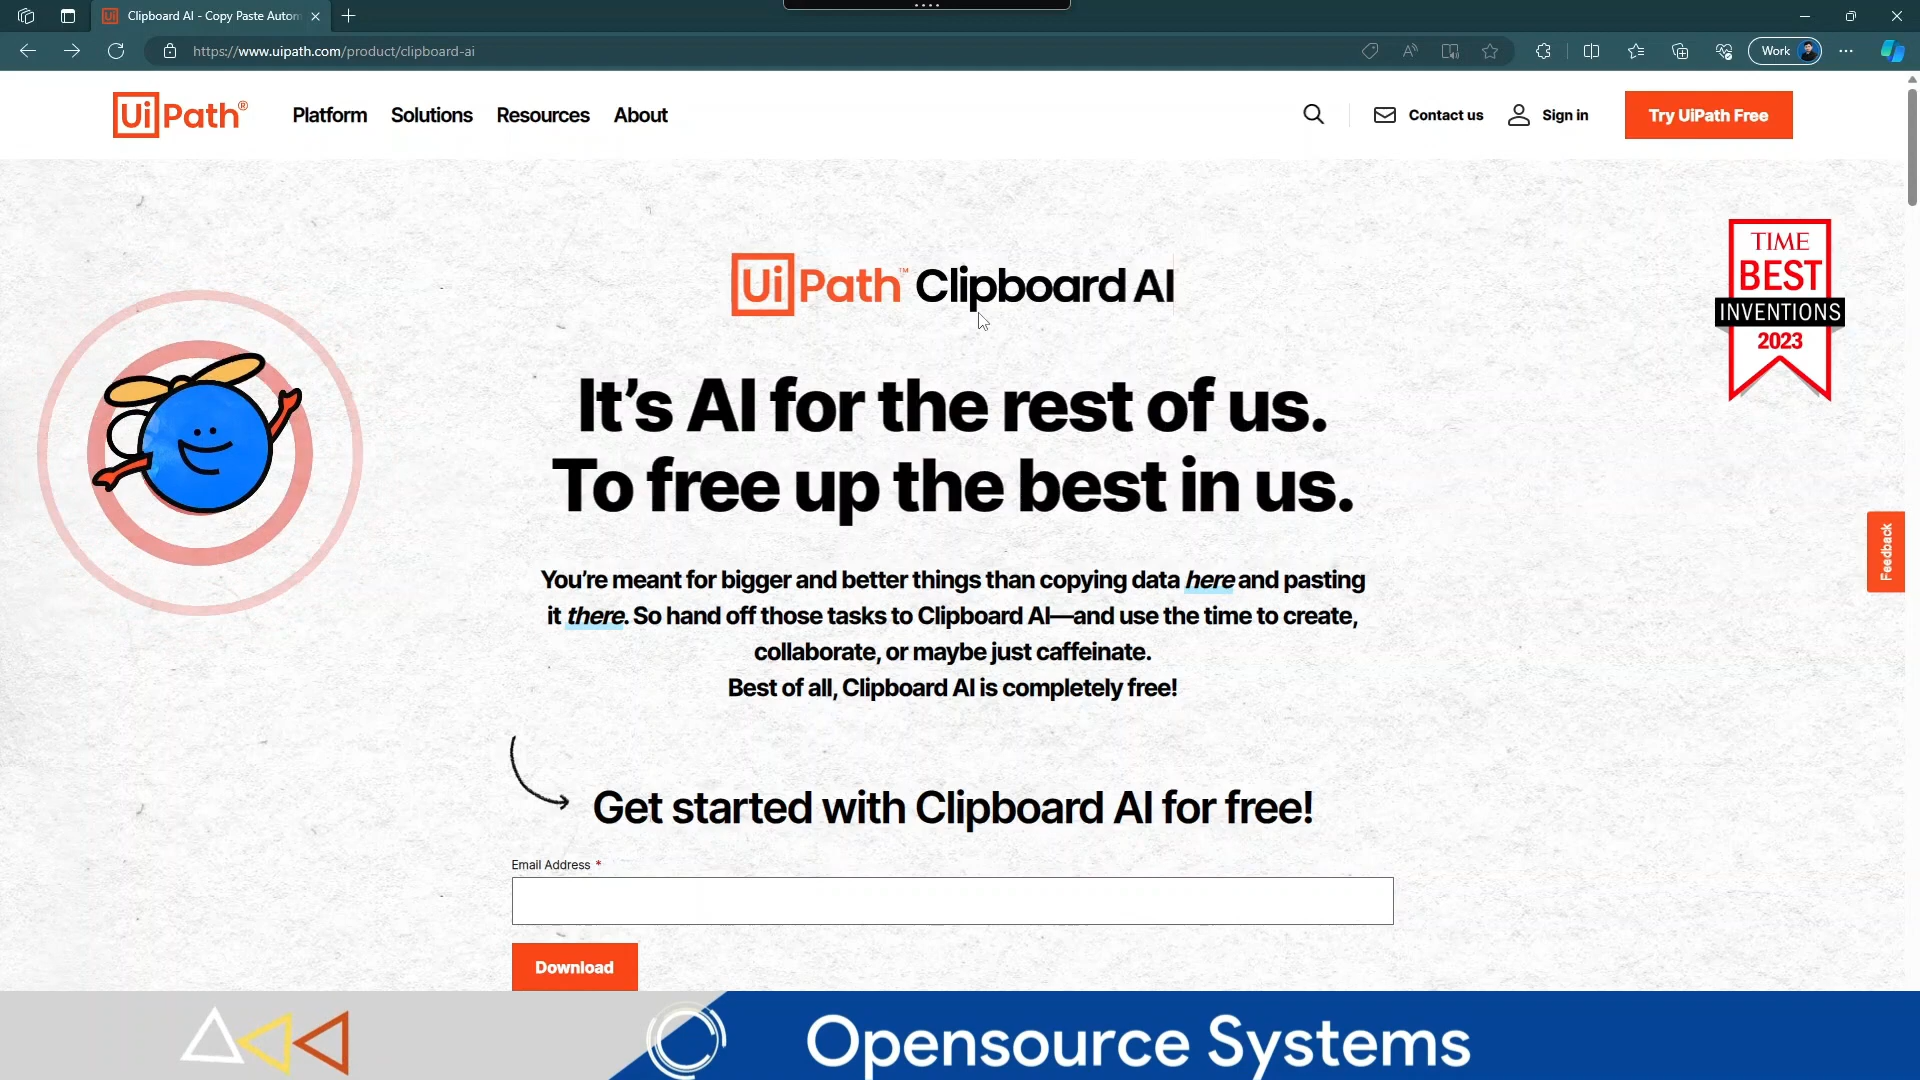 Clipboard AI - Copy Paste Autom
https://www.uipath.com/product/clipboard-ai
Work
UiPath®
Platform
Solutions
Resources
About
Contact us
Sign in
Try UiPath Free
UiPath™ Clipboard AI
TIME
BEST
INVENTIONS
2023
It’s AI for the rest of us.
To free up the best in us.
You’re meant for bigger and better things than copying data here and pasting
it there. So hand off those tasks to Clipboard AI—and use the time to create,
collaborate, or maybe just caffeinate.
Best of all, Clipboard AI is completely free!
Feedback
Get started with Clipboard AI for free!
Email Address *
Download
Opensource Systems